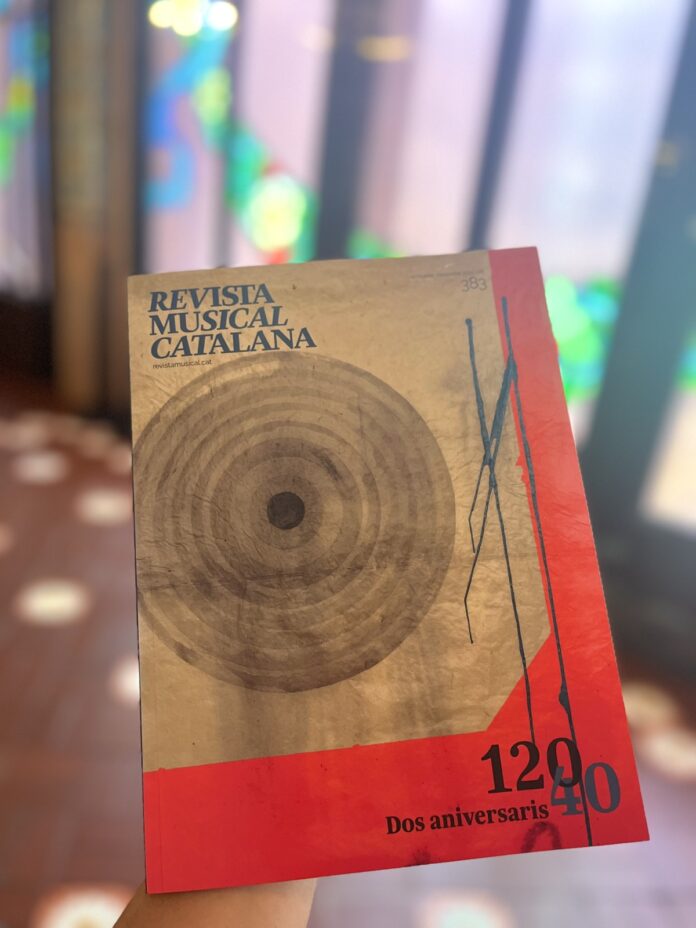 REVISTA
MUSICAL
CATALANA
revistamusical.cat
383
120
40
Dos aniversaris